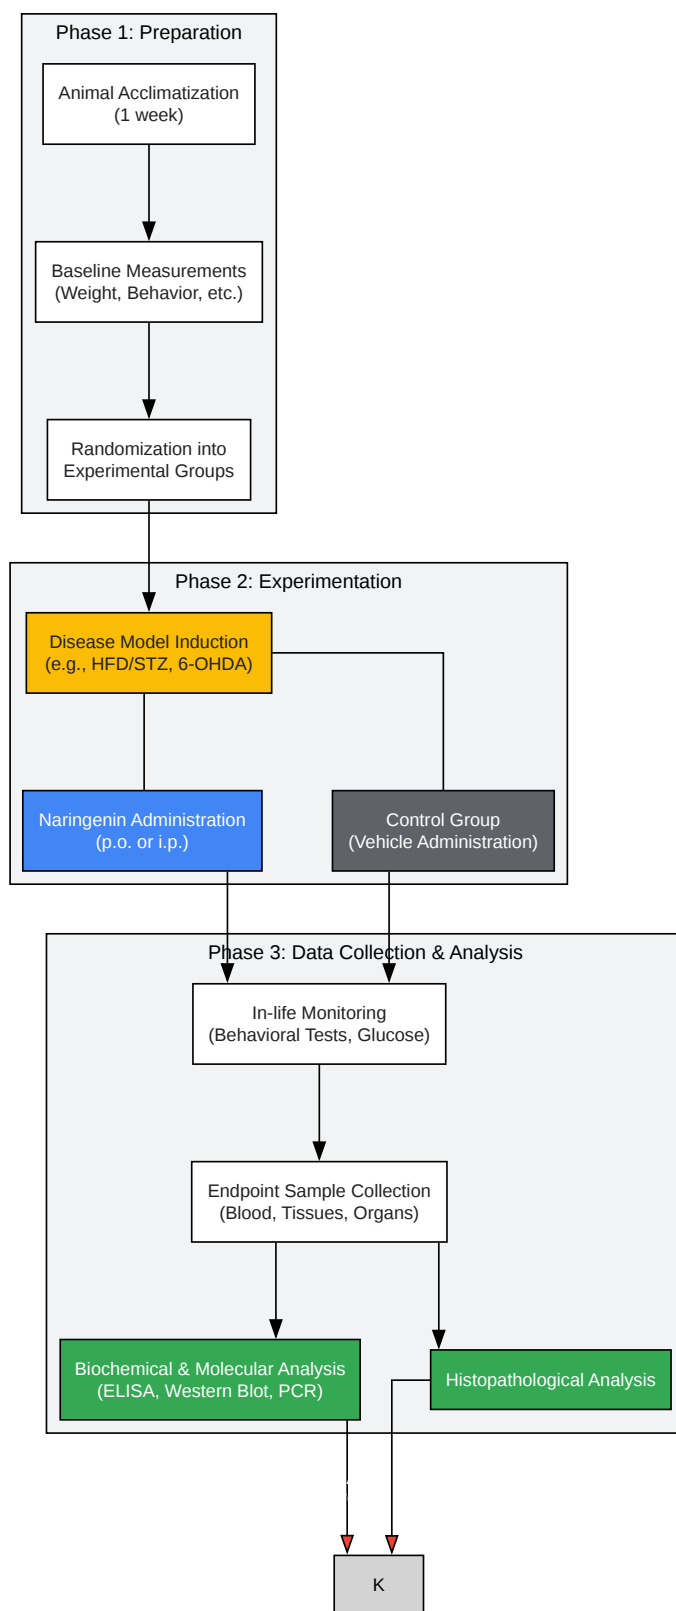 Phase 1: Preparation
Animal Acclimatization
(1 week)
Baseline Measurements
(Weight, Behavior, etc.)
Randomization into
Experimental Groups
Phase 2: Experimentation
Disease Model Induction
(e.g., HFD/STZ, 6-OHDA)
Naringenin Administration
(p.o. or i.p.)
Control Group
(Vehicle Administration)
Phase 3: Data Collection & Analysis
In-life Monitoring
(Behavioral Tests, Glucose)
Endpoint Sample Collection
(Blood, Tissues, Organs)
Biochemical & Molecular Analysis
(ELISA, Western Blot, PCR)
Histopathological Analysis
K